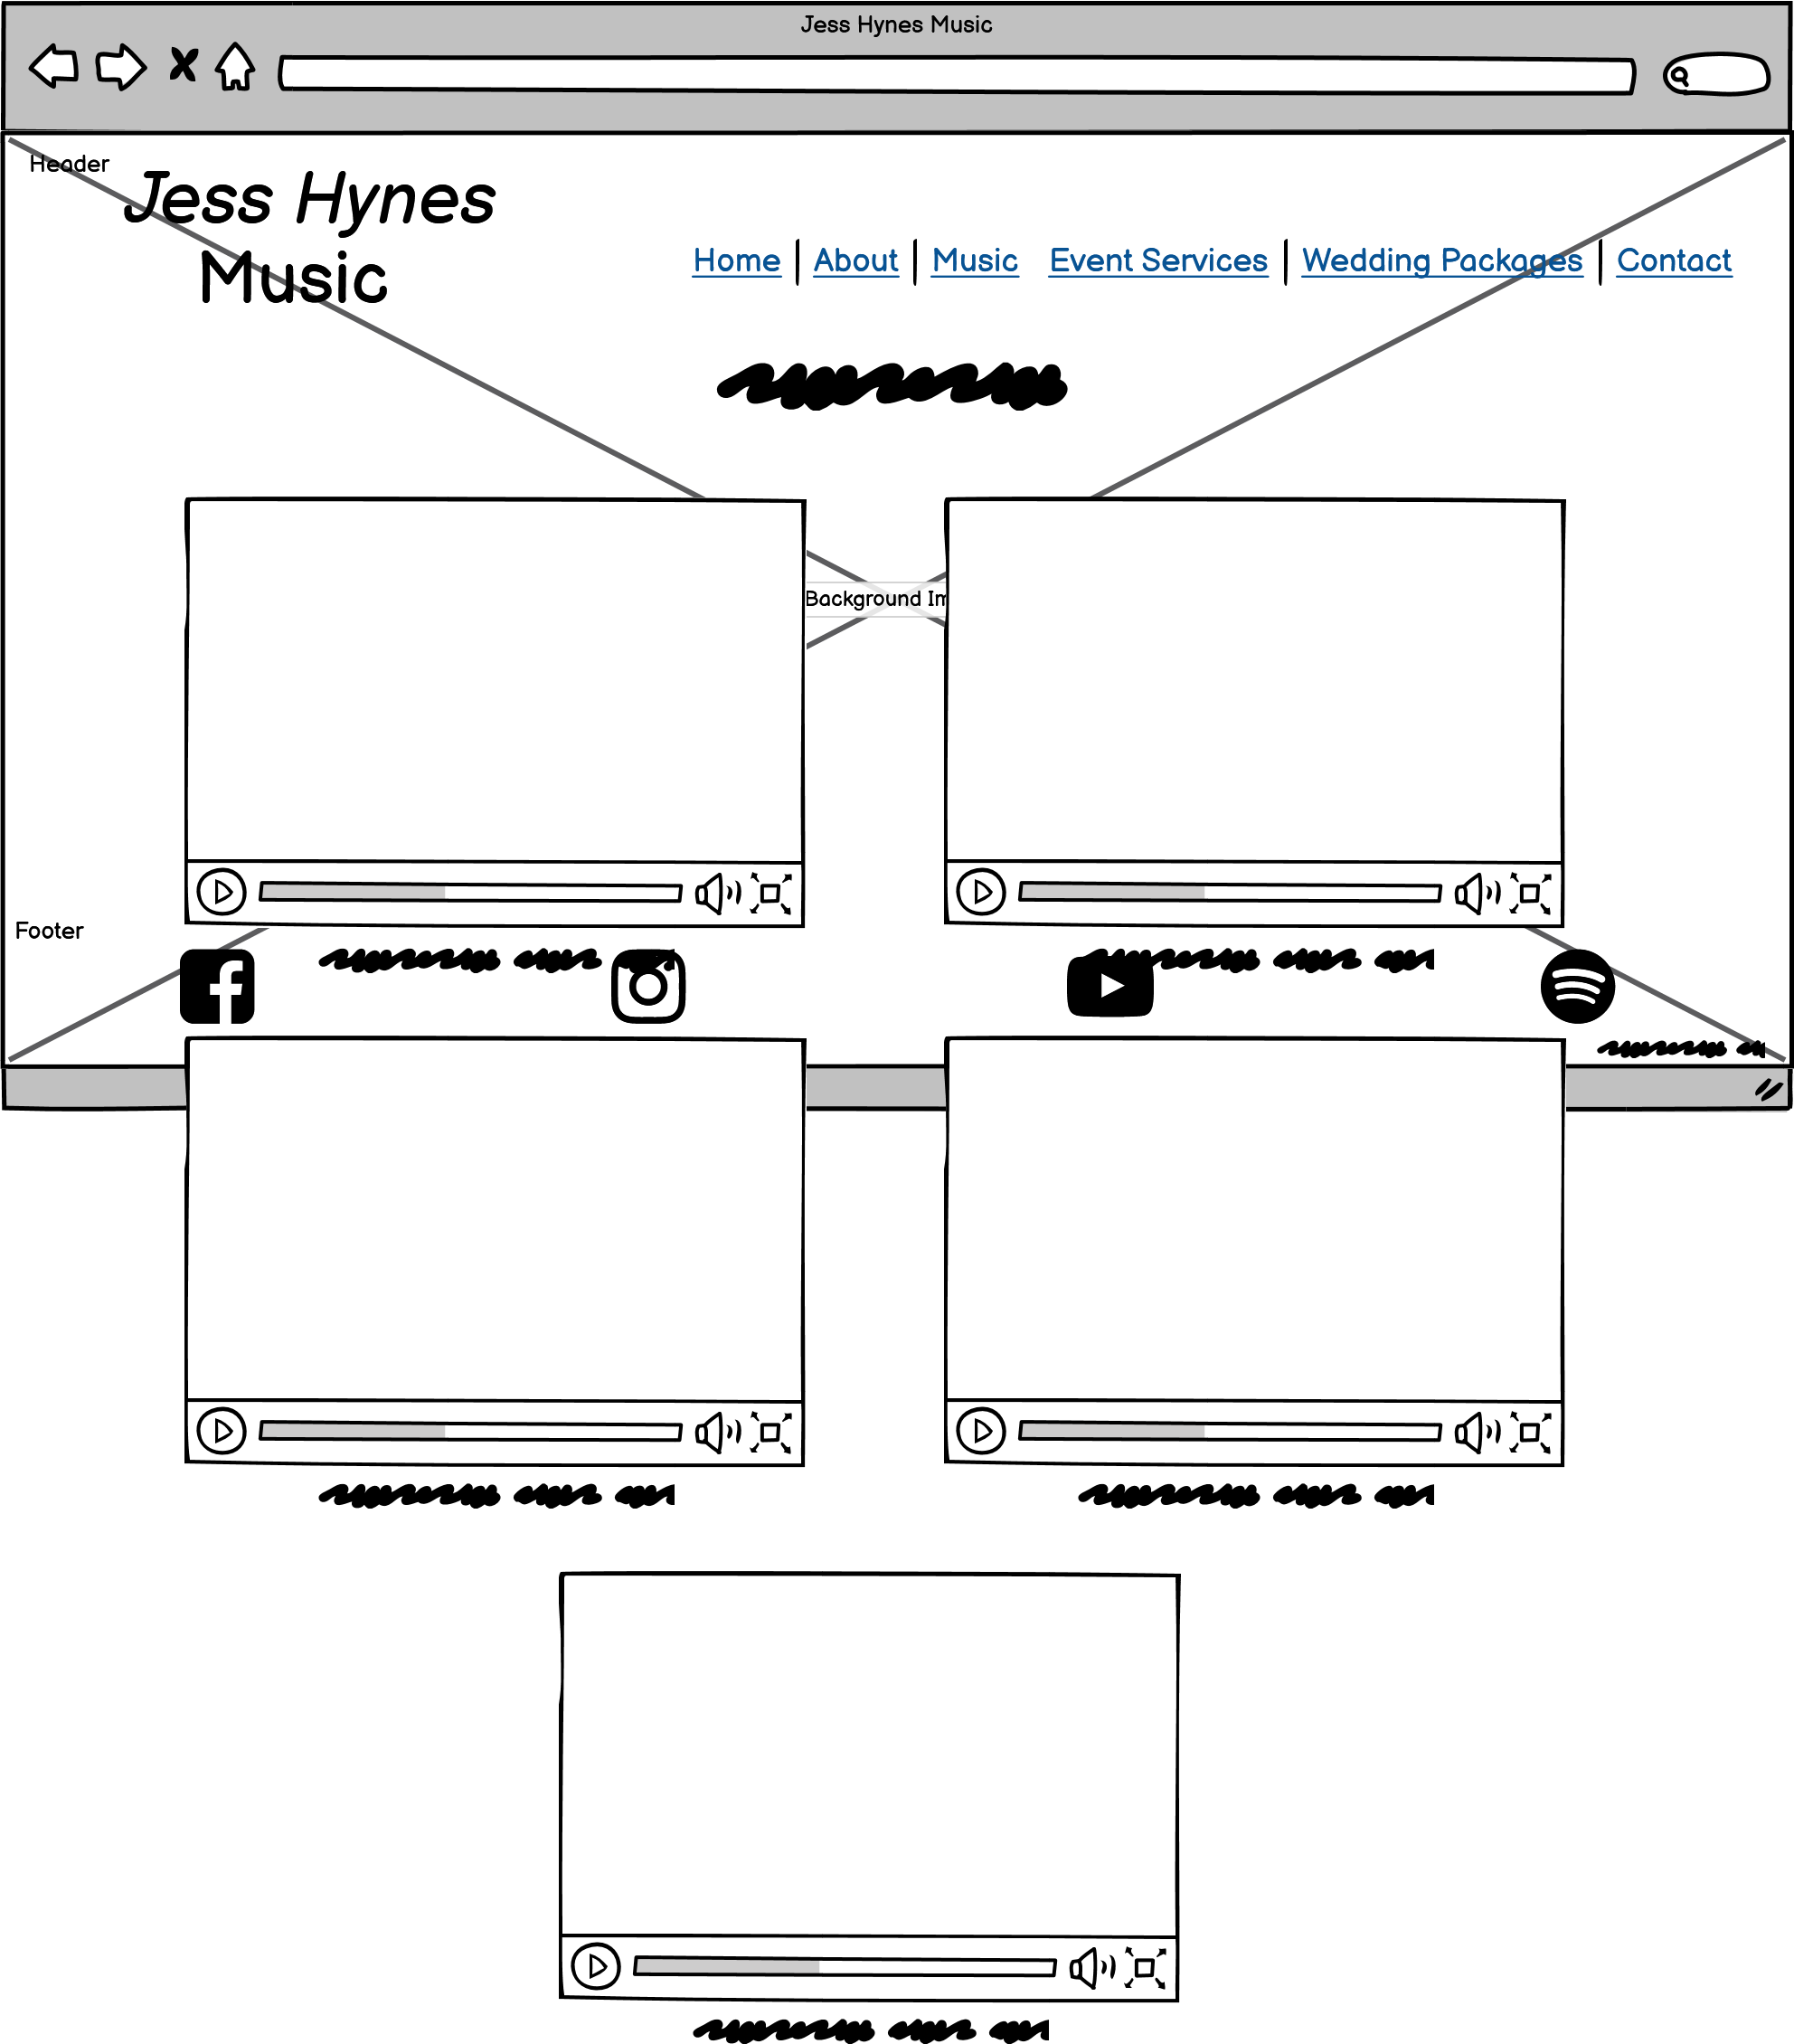 Jess Hynes Music
Header
Jess Hynes
Music
Home About Music Event Services Wedding Packages Contact
Background Im
Footer